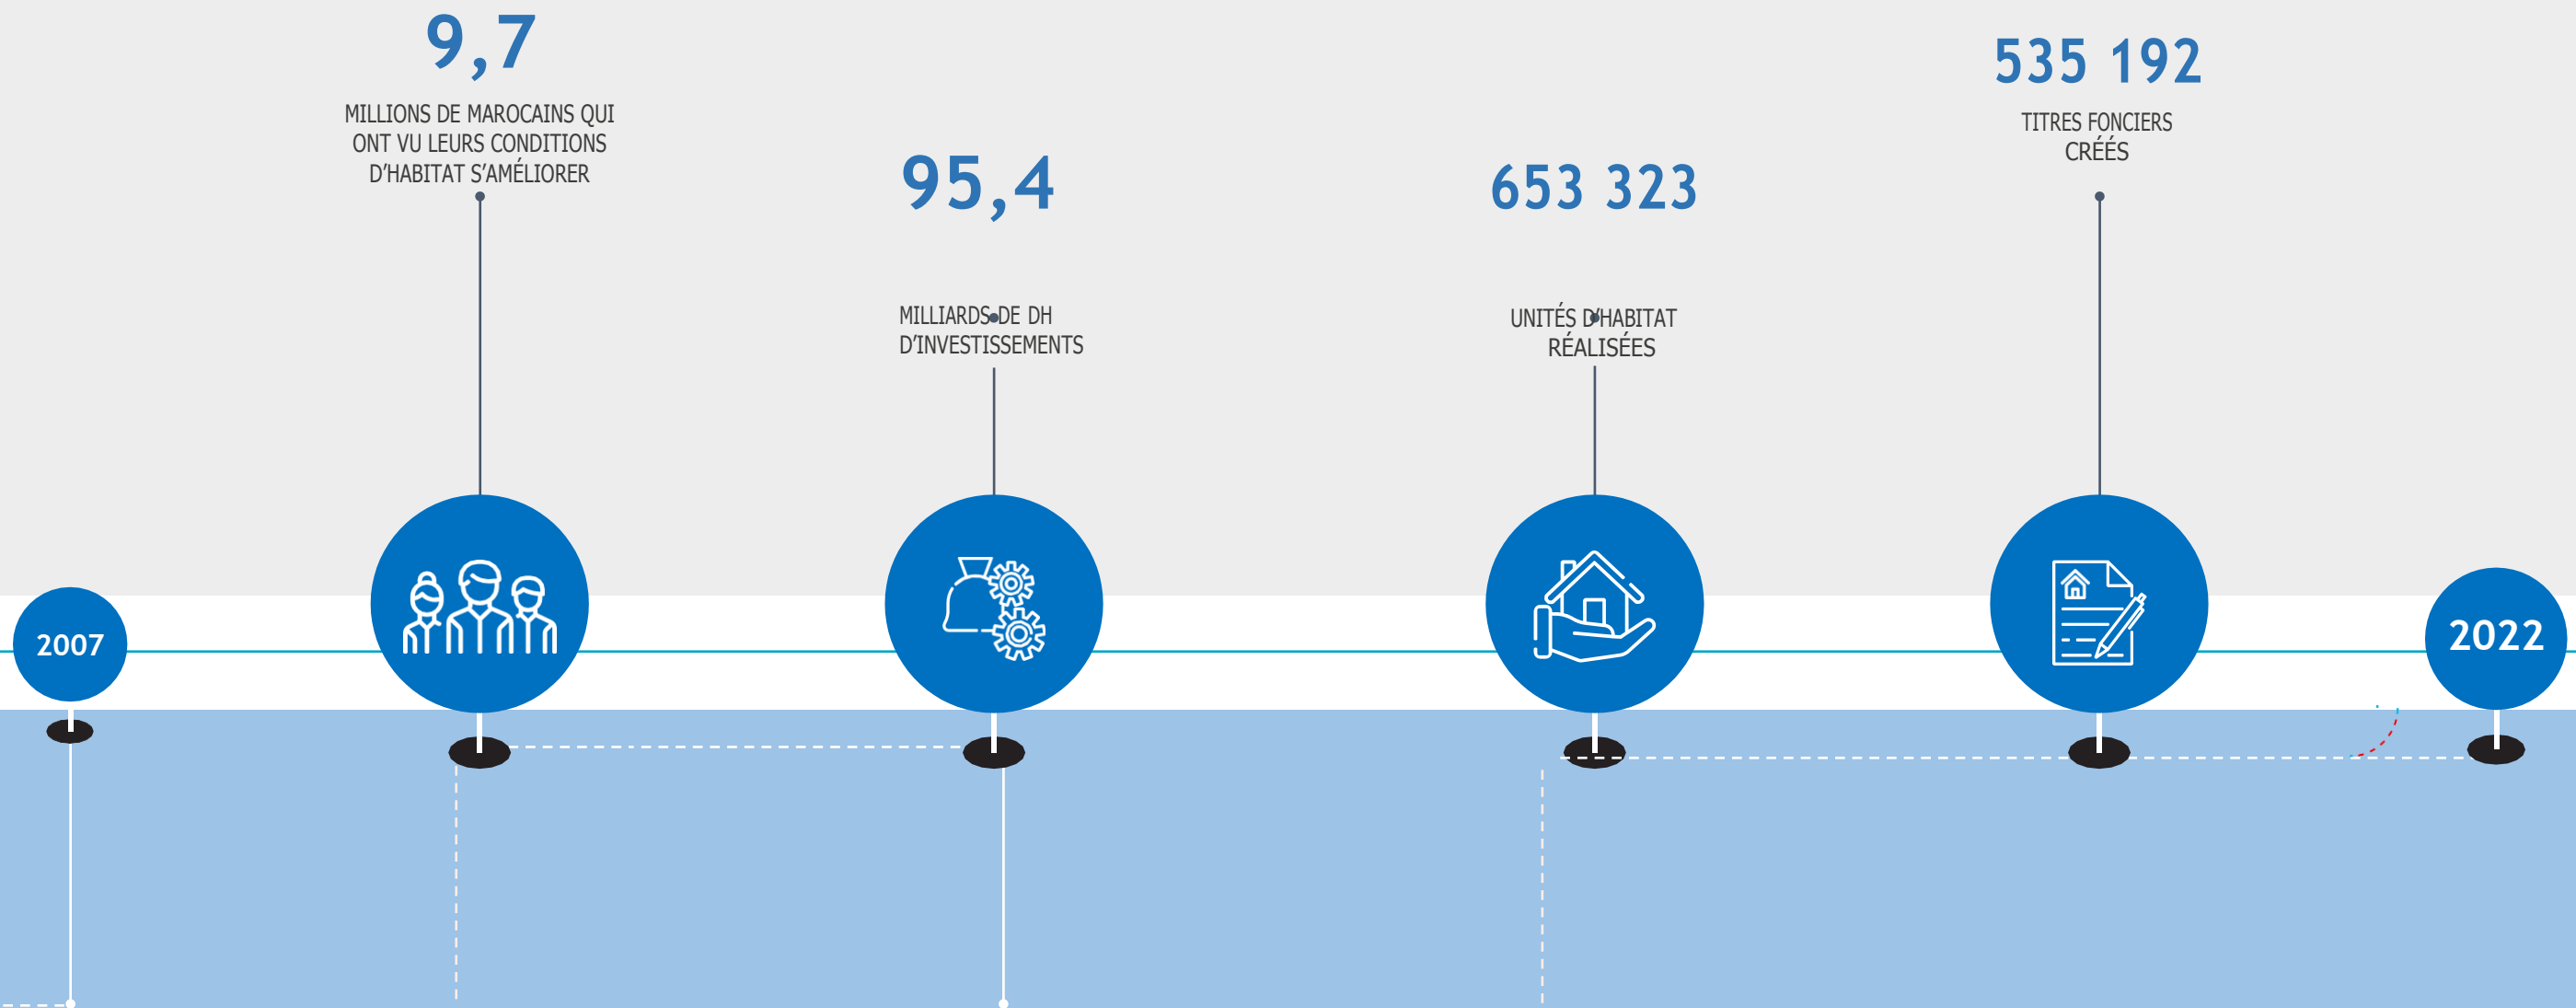 9,7
MILLIONS DE MAROCAINS QUI
ONT VU LEURS CONDITIONS
D'HABITAT S'AMÉLIORER
95,4
MILLIARDS DE DH
D'INVESTISSEMENTS
653 323
UNITÉS D'HABITAT
RÉALISÉES
535 192
TITRES FONCIERS
CRÉÉS
2007
2022